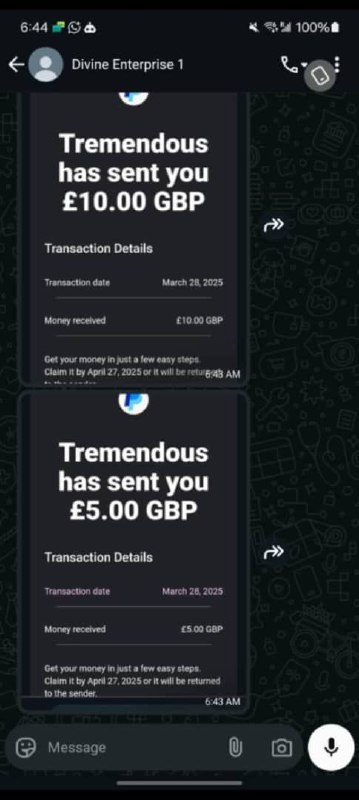 6:44
100%
Divine Enterprise 1
Tremendous
has sent you
£10.00 GBP
Transaction Details
Transaction date March 28, 2025
Money received £10.00 GBP
Get your money in just a few easy steps.
Claim it by April 27, 2025 or it will be
to the sender.
6:43 AM
Tremendous
has sent you
£5.00 GBP
Transaction Details
Transaction date March 28, 2025
Money received £5.00 GBP
Get your money in just a few easy steps.
Claim it by April 27, 2025 or it will be returned
to the sender.
6:43 AM
Message